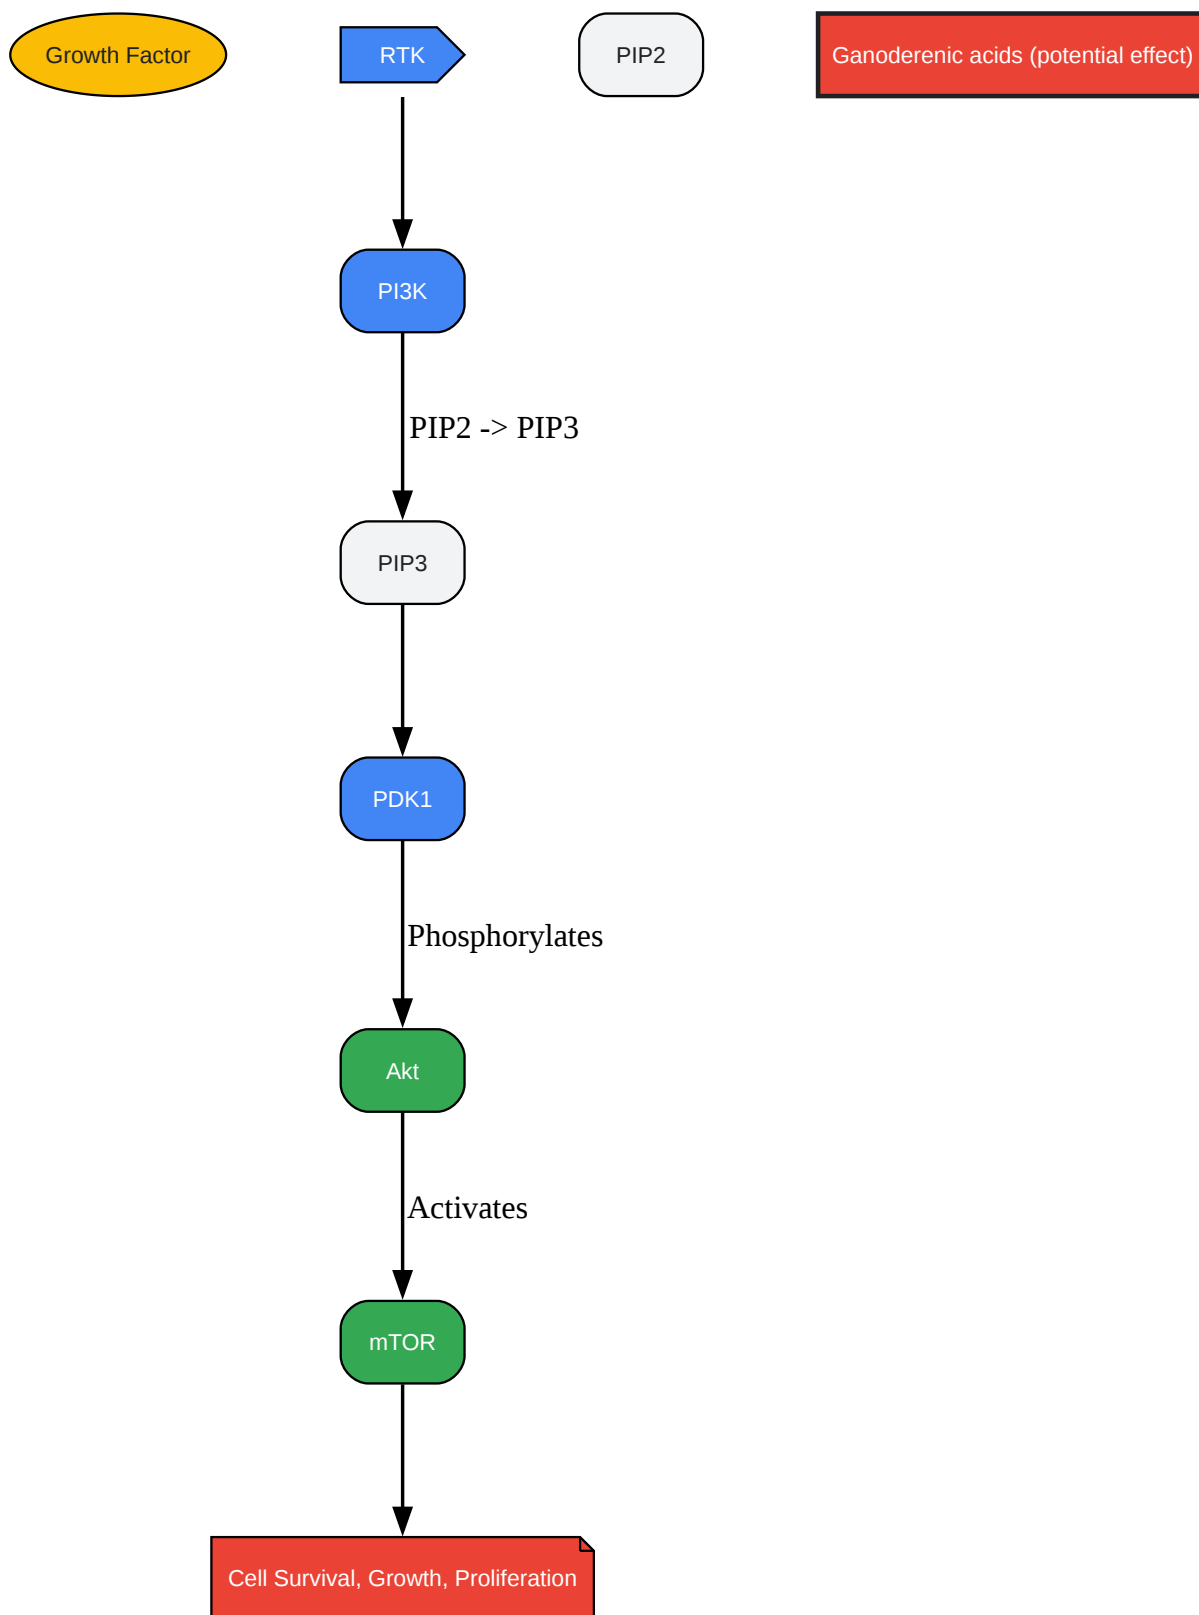 Growth Factor
RTK
PIP2
Ganoderenic acids (potential effect)
PI3K
PIP2 -> PIP3
PIP3
PDK1
Phosphorylates
Akt
Activates
mTOR
Cell Survival, Growth, Proliferation